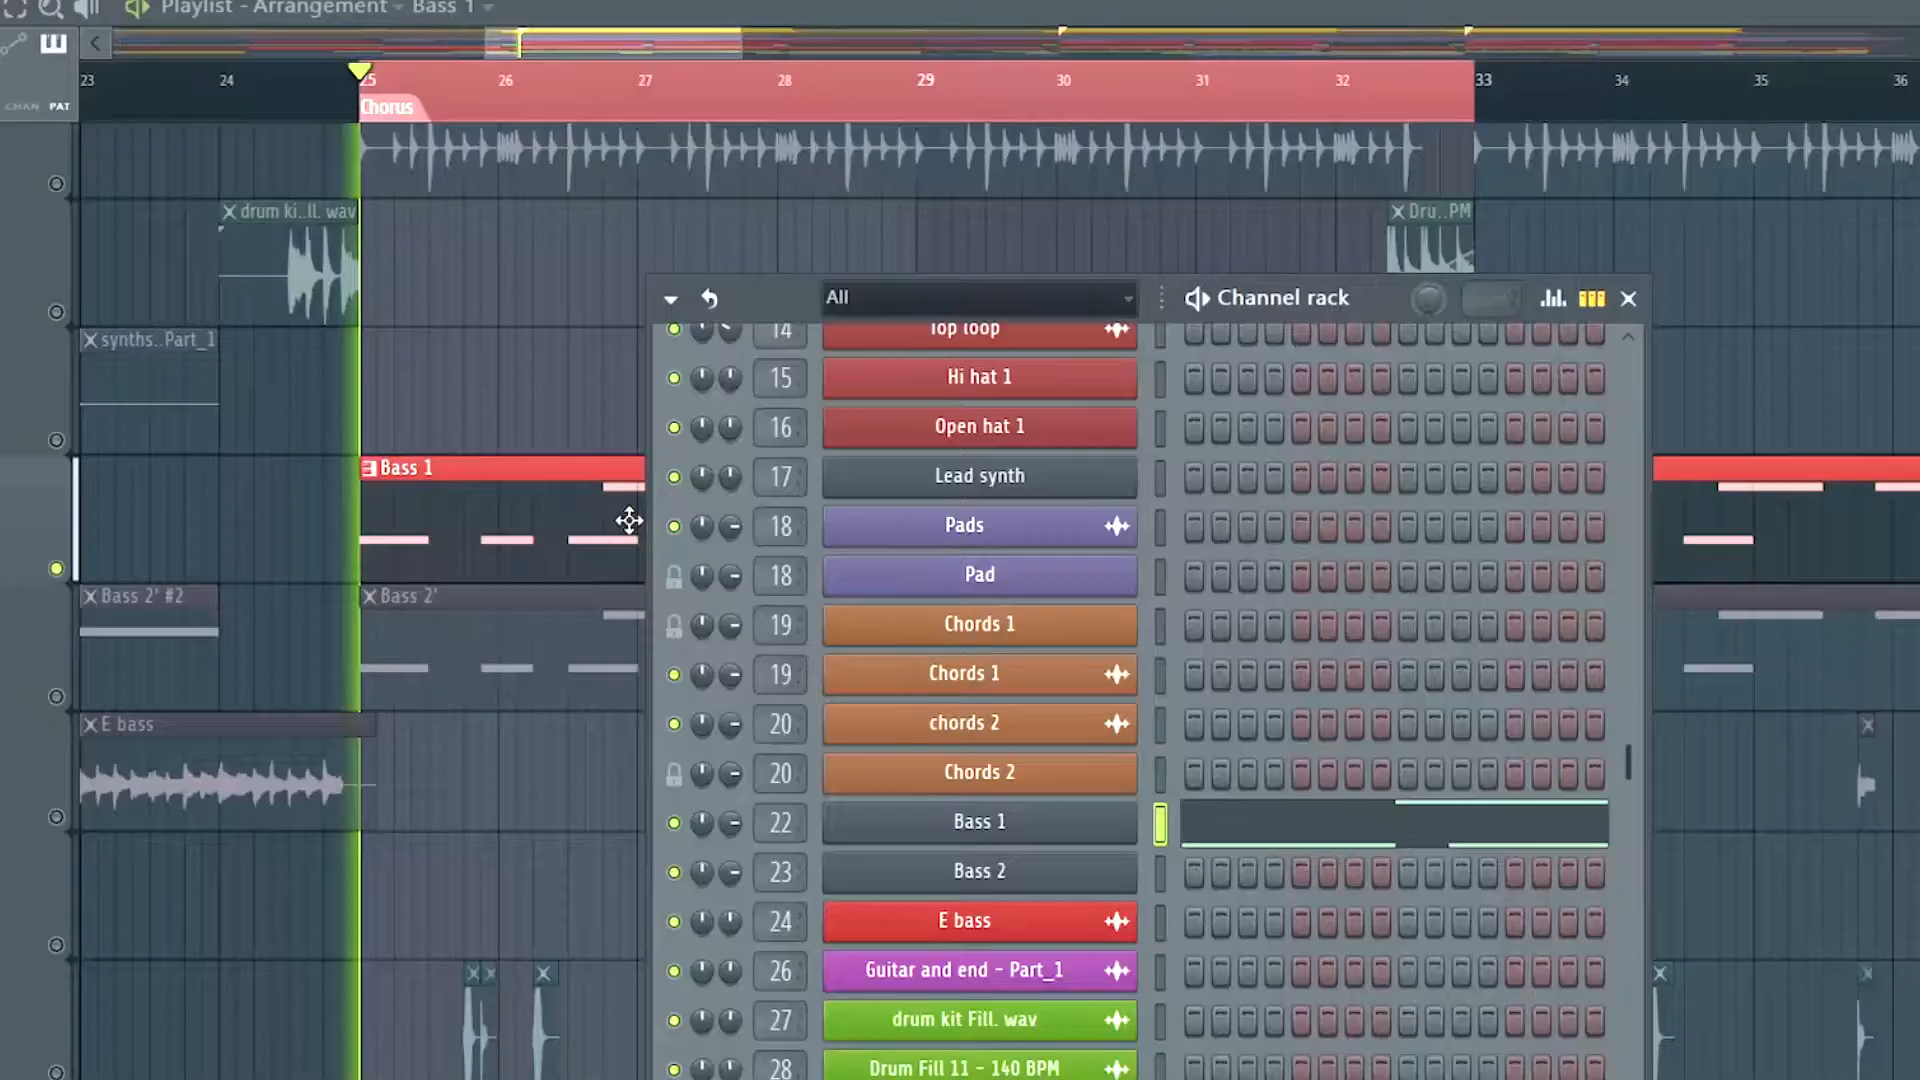 Playlist - Arrangement Bass 1
23 24 25 26 27 28 29 30 31 32 33 34 35 36
CHAN PAT
Chorus
drum ki..ll. wav
Dru..PM
synths..Part_1
Bass 1
Bass 2' #2
Bass 2'
E bass
All
Channel rack
14 Top loop
15 Hi hat 1
16 Open hat 1
17 Lead synth
18 Pads
18 Pad
19 Chords 1
19 Chords 1
20 chords 2
20 Chords 2
22 Bass 1
23 Bass 2
24 E bass
26 Guitar and end - Part_1
27 drum kit Fill. wav
28 Drum Fill 11 - 140 BPM